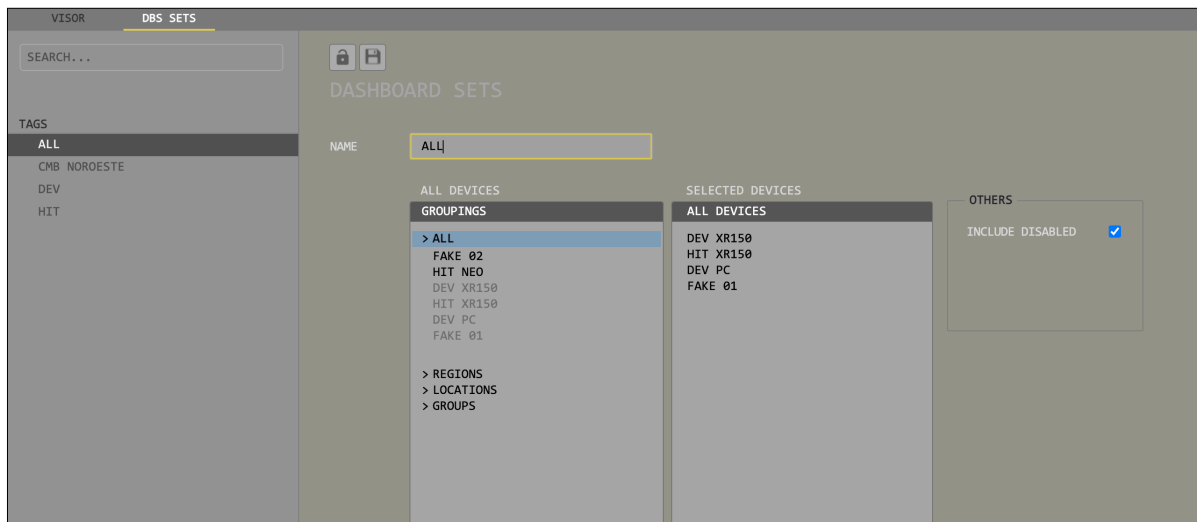 VISOR DBS SETS
SEARCH...
DASHBOARD SETS
TAGS
ALL
CMB NOROESTE
DEV
HIT
NAME ALL
ALL DEVICES
GROUPINGS
> ALL
FAKE 02
HIT NEO
DEV XR150
HIT XR150
DEV PC
FAKE 01
> REGIONS
> LOCATIONS
> GROUPS
SELECTED DEVICES
ALL DEVICES
DEV XR150
HIT XR150
DEV PC
FAKE 01
OTHERS
INCLUDE DISABLED